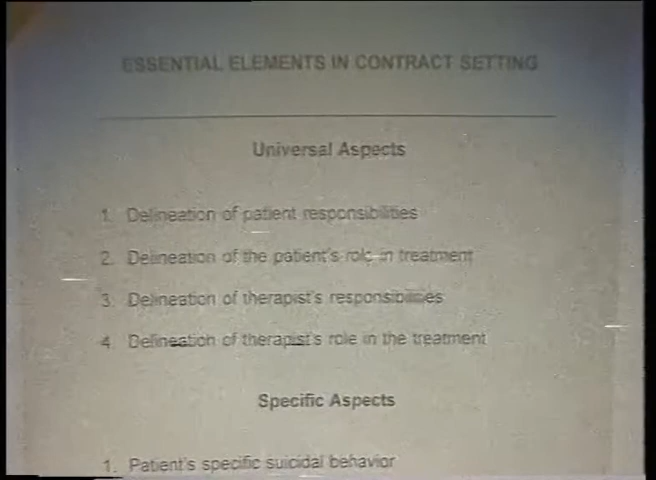 ESSENTIAL ELEMENTS IN CONTRACT SETTING
Universal Aspects
1. Delineation of patient responsibilities
2. Delineation of the patient's role in treatment
3. Delineation of therapist's responsibilities
4. Delineation of therapist's role in the treatment
Specific Aspects
1. Patient's specific suicidal behavior